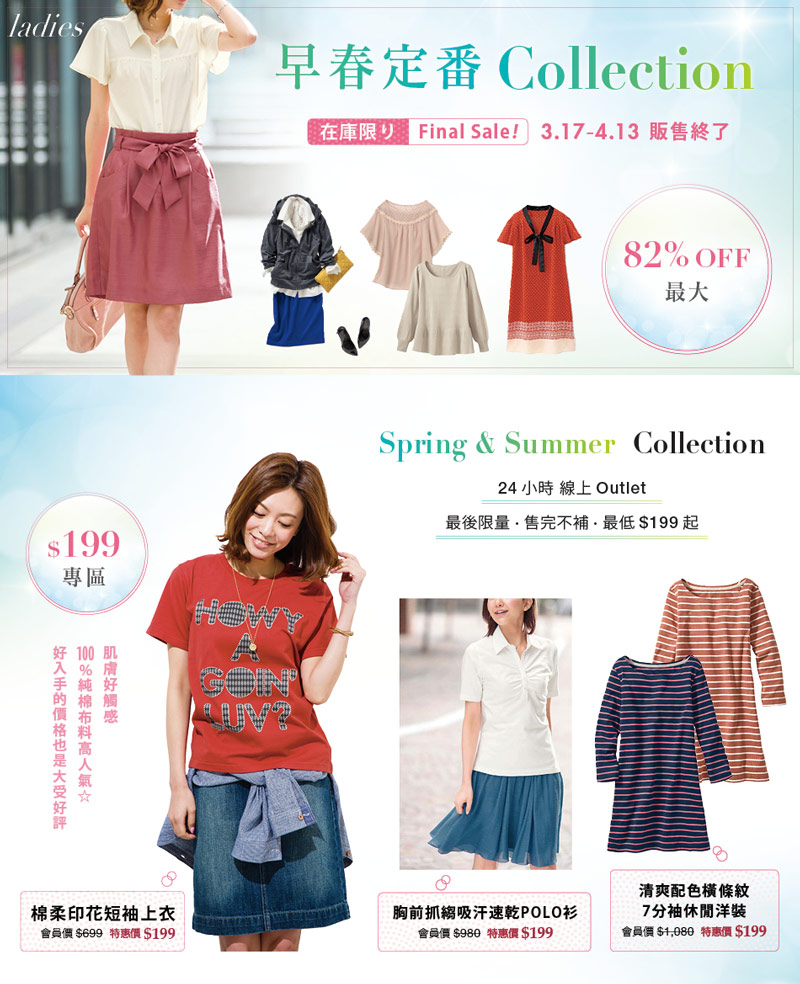 ladies
早春定番 Collection
在庫限り Final Sale! 3.17-4.13 販售終了
82% OFF
最大
Spring & Summer Collection
24 小時 線上 Outlet
最後限量 · 售完不補 · 最低 $199 起
$199
專區
肌膚好觸感
100%純棉布料高人氣☆
好入手的價格也是大受好評
HOWY
A
GOIN'
LUV?
棉柔印花短袖上衣
會員價 $699 特惠價 $199
胸前抓縐吸汗速乾POLO衫
會員價 $980 特惠價 $199
清爽配色橫條紋
7分袖休閒洋裝
會員價 $1,080 特惠價 $199